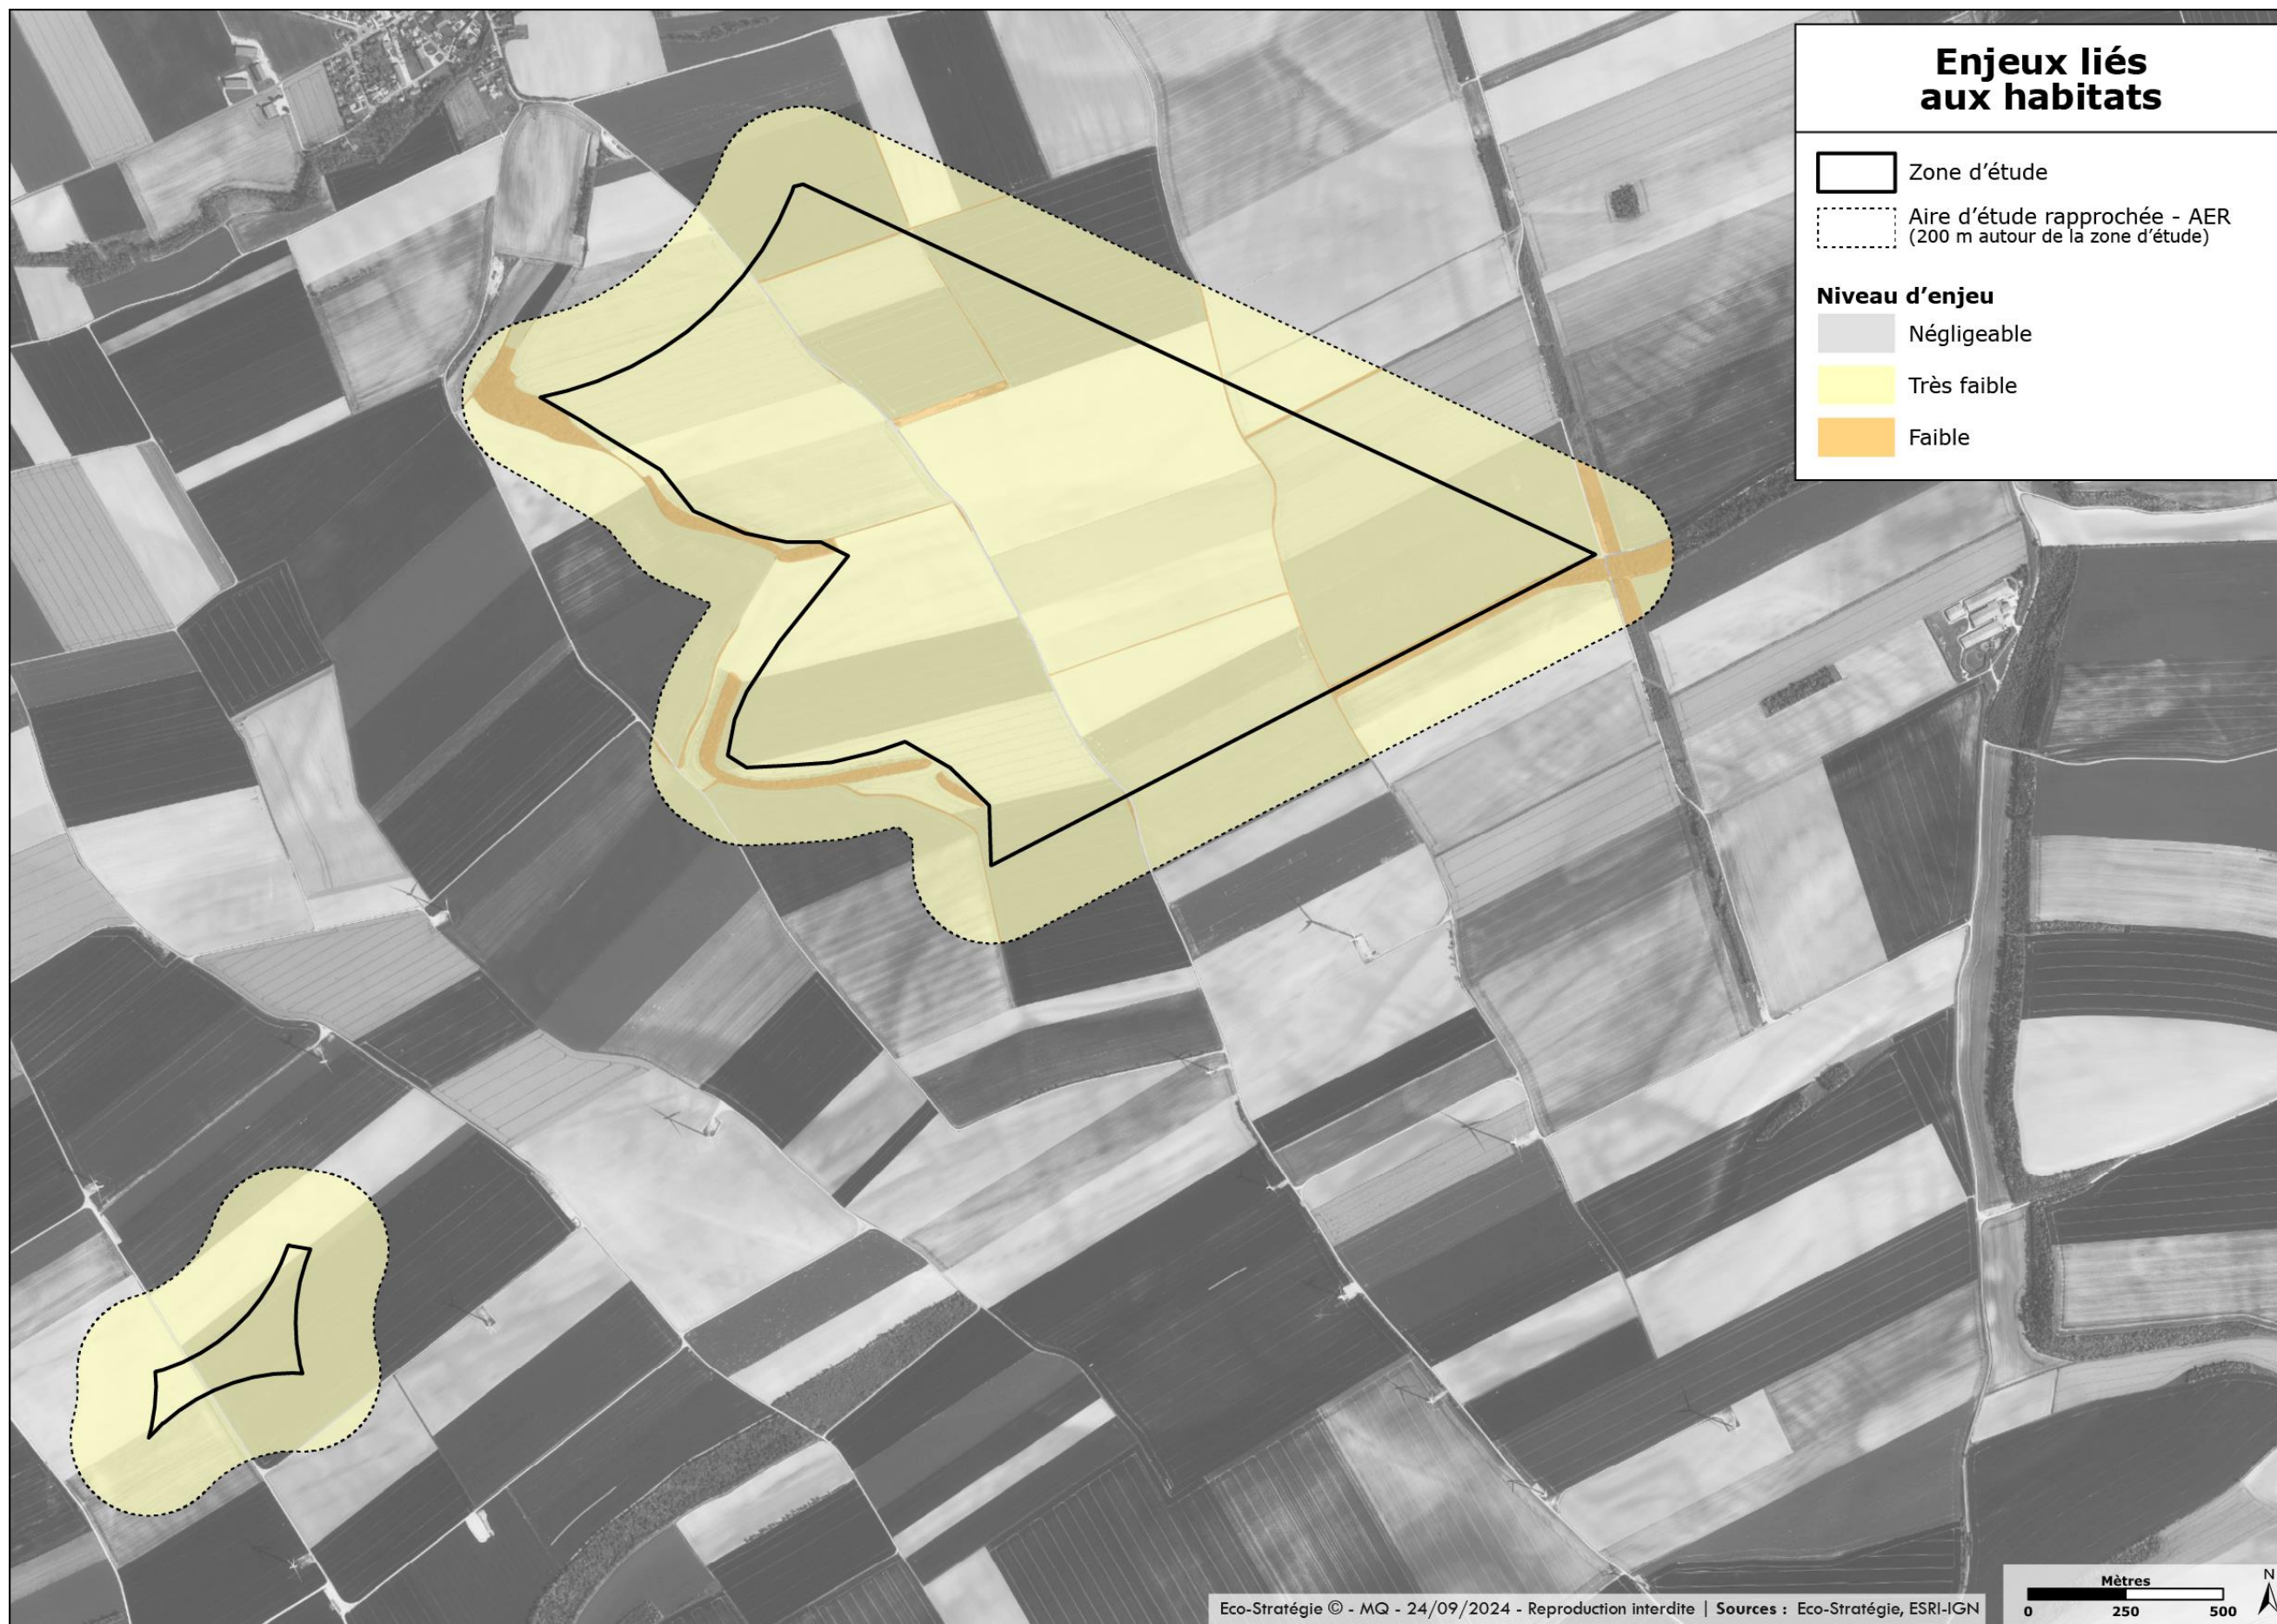 Enjeux liés
aux habitats
Zone d’étude
Aire d’étude rapprochée - AER
(200 m autour de la zone d’étude)
Niveau d’enjeu
Négligeable
Très faible
Faible
Mètres
N
0 250 500
Eco-Stratégie © - MQ - 24/09/2024 - Reproduction interdite | Sources : Eco-Stratégie, ESRI-IGN